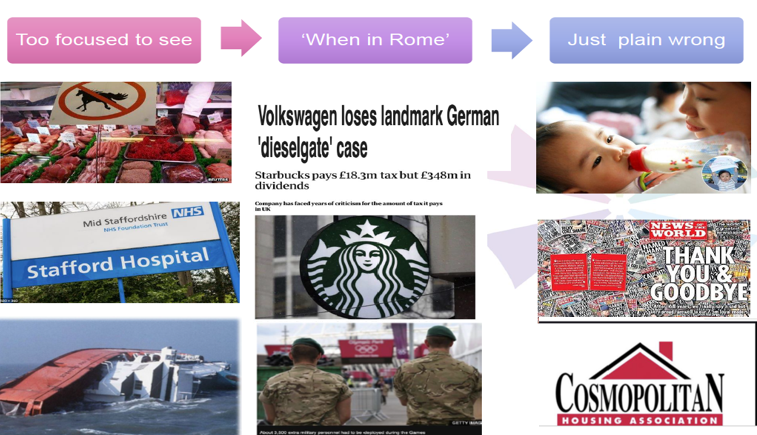 Too focused to see
‘When in Rome’
Just plain wrong
Mid Staffordshire NHS
NHS Foundation Trust
Stafford Hospital
Volkswagen loses landmark German
'dieselgate' case
Starbucks pays £18.3m tax but £348m in
dividends
Company has faced years of criticism for the amount of tax it pays
in UK
Olympic Park
GETTY
About 3,500 extra military personnel had to be deployed during the Games
NEWS OF THE
WORLD
THANK
YOU &
GOODBYE
COSMOPOLITAN
HOUSING ASSOCIATION